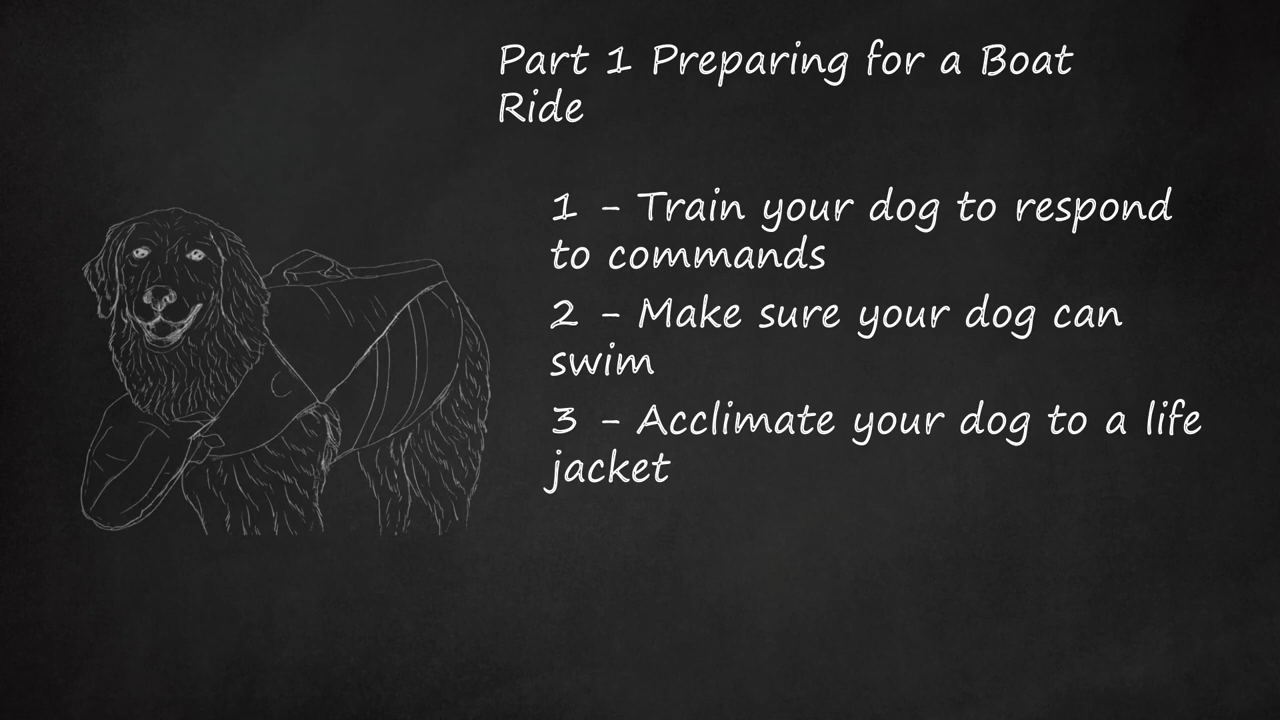 Part 1 Preparing for a Boat
Ride
1 - Train your dog to respond
to commands
2 - Make sure your dog can
swim
3 - Acclimate your dog to a life
jacket